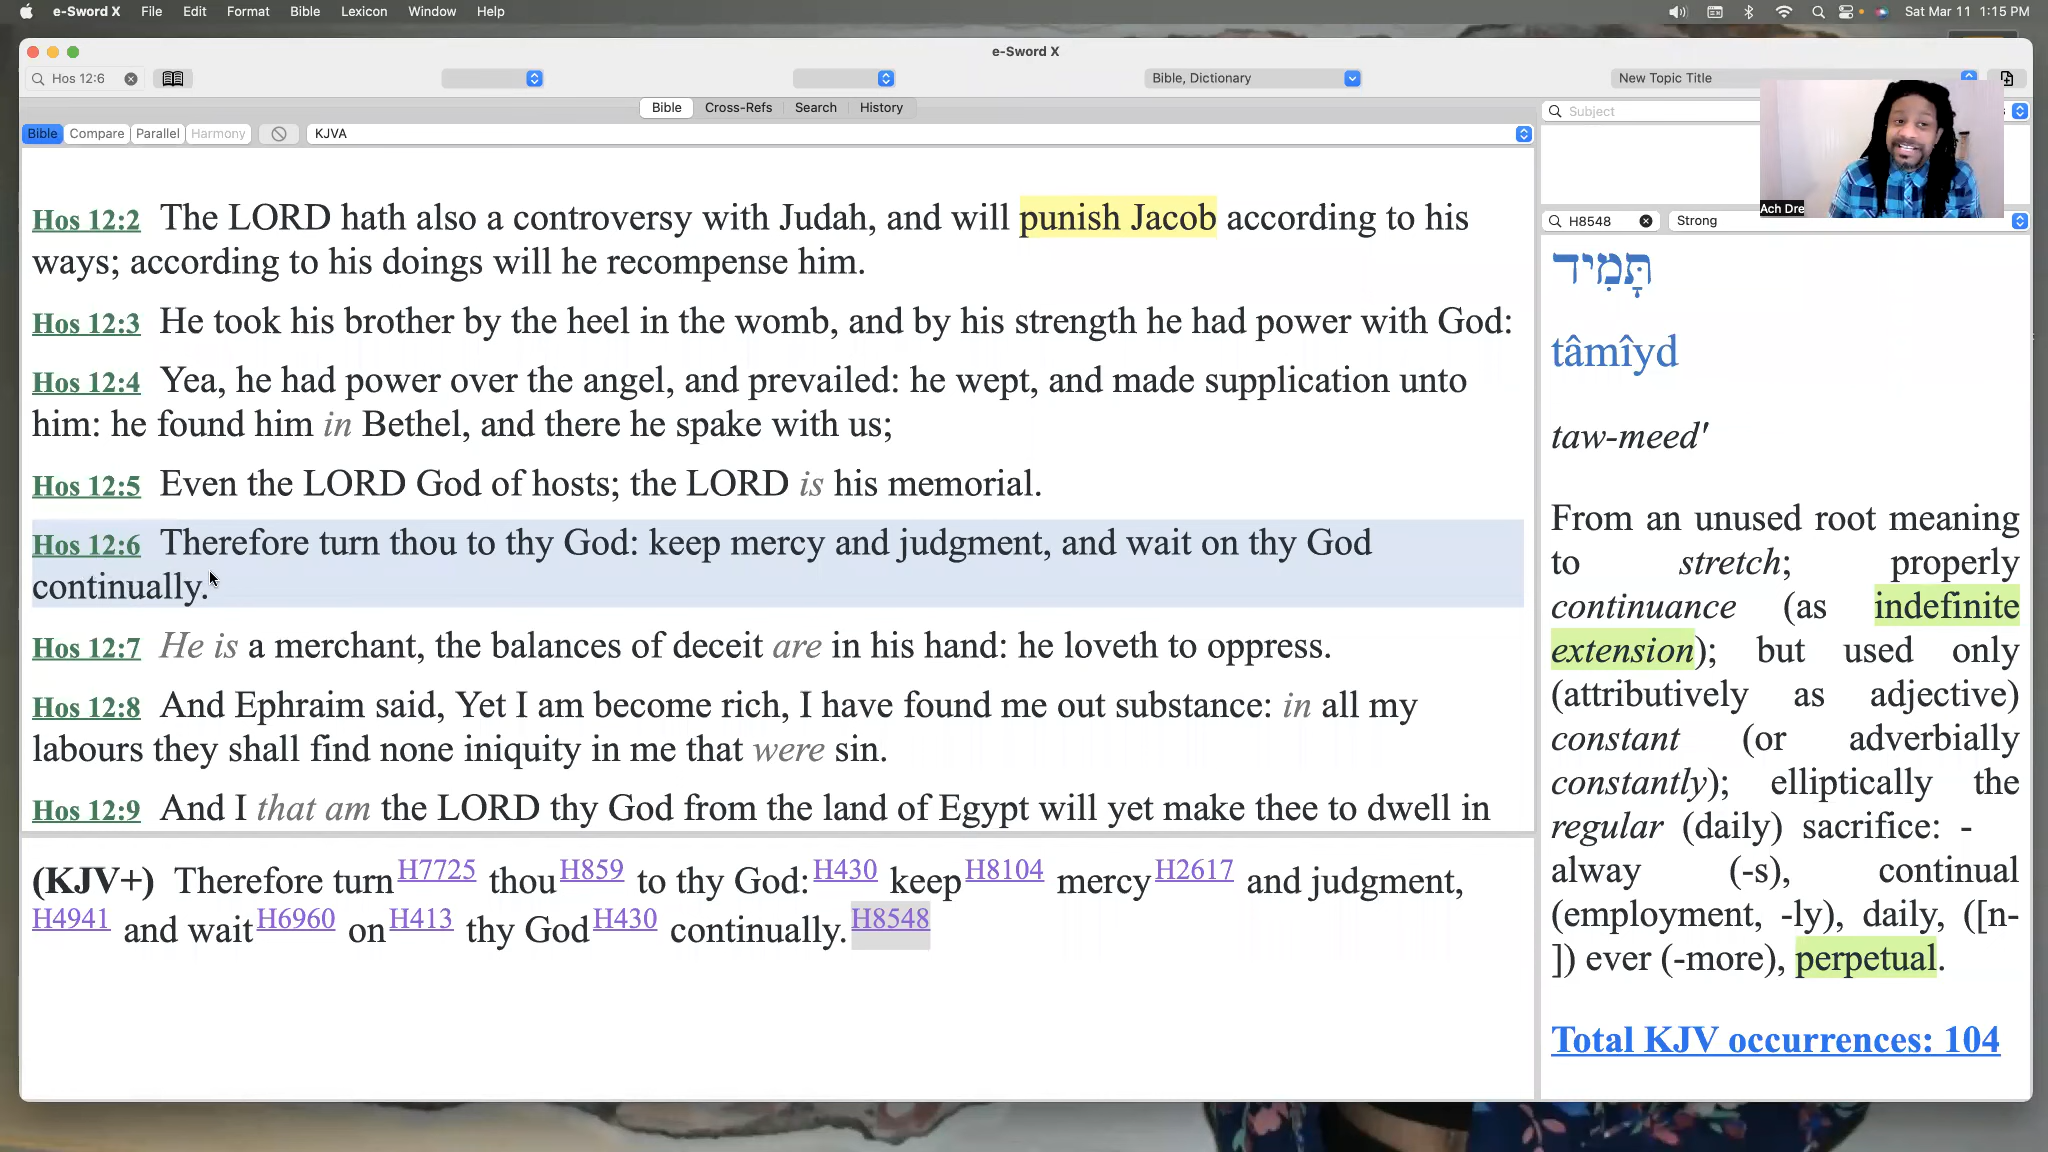 e-Sword X File Edit Format Bible Lexicon Window Help Sat Mar 11 1:15 PM
e-Sword X
Hos 12:6 Bible, Dictionary New Topic Title
Bible Cross-Refs Search History
Subject
Bible Compare Parallel Harmony KJVA
Hos 12:2 The LORD hath also a controversy with Judah, and will punish Jacob according to his
ways; according to his doings will he recompense him.
Hos 12:3 He took his brother by the heel in the womb, and by his strength he had power with God:
Hos 12:4 Yea, he had power over the angel, and prevailed: he wept, and made supplication unto
him: he found him in Bethel, and there he spake with us;
Hos 12:5 Even the LORD God of hosts; the LORD is his memorial.
Hos 12:6 Therefore turn thou to thy God: keep mercy and judgment, and wait on thy God
continually.
Hos 12:7 He is a merchant, the balances of deceit are in his hand: he loveth to oppress.
Hos 12:8 And Ephraim said, Yet I am become rich, I have found me out substance: in all my
labours they shall find none iniquity in me that were sin.
Hos 12:9 And I that am the LORD thy God from the land of Egypt will yet make thee to dwell in
(KJV+) Therefore turn H7725 thou H859 to thy God: H430 keep H8104 mercy H2617 and judgment,
H4941 and wait H6960 on H413 thy God H430 continually. H8548
Ach Dre
H8548 Strong
תָּמִיד
tâmîyd
taw-meed'
From an unused root meaning
to stretch; properly
continuance (as indefinite
extension); but used only
(attributively as adjective)
constant (or adverbially
constantly); elliptically the
regular (daily) sacrifice: -
alway (-s), continual
(employment, -ly), daily, ([n-
]) ever (-more), perpetual.
Total KJV occurrences: 104